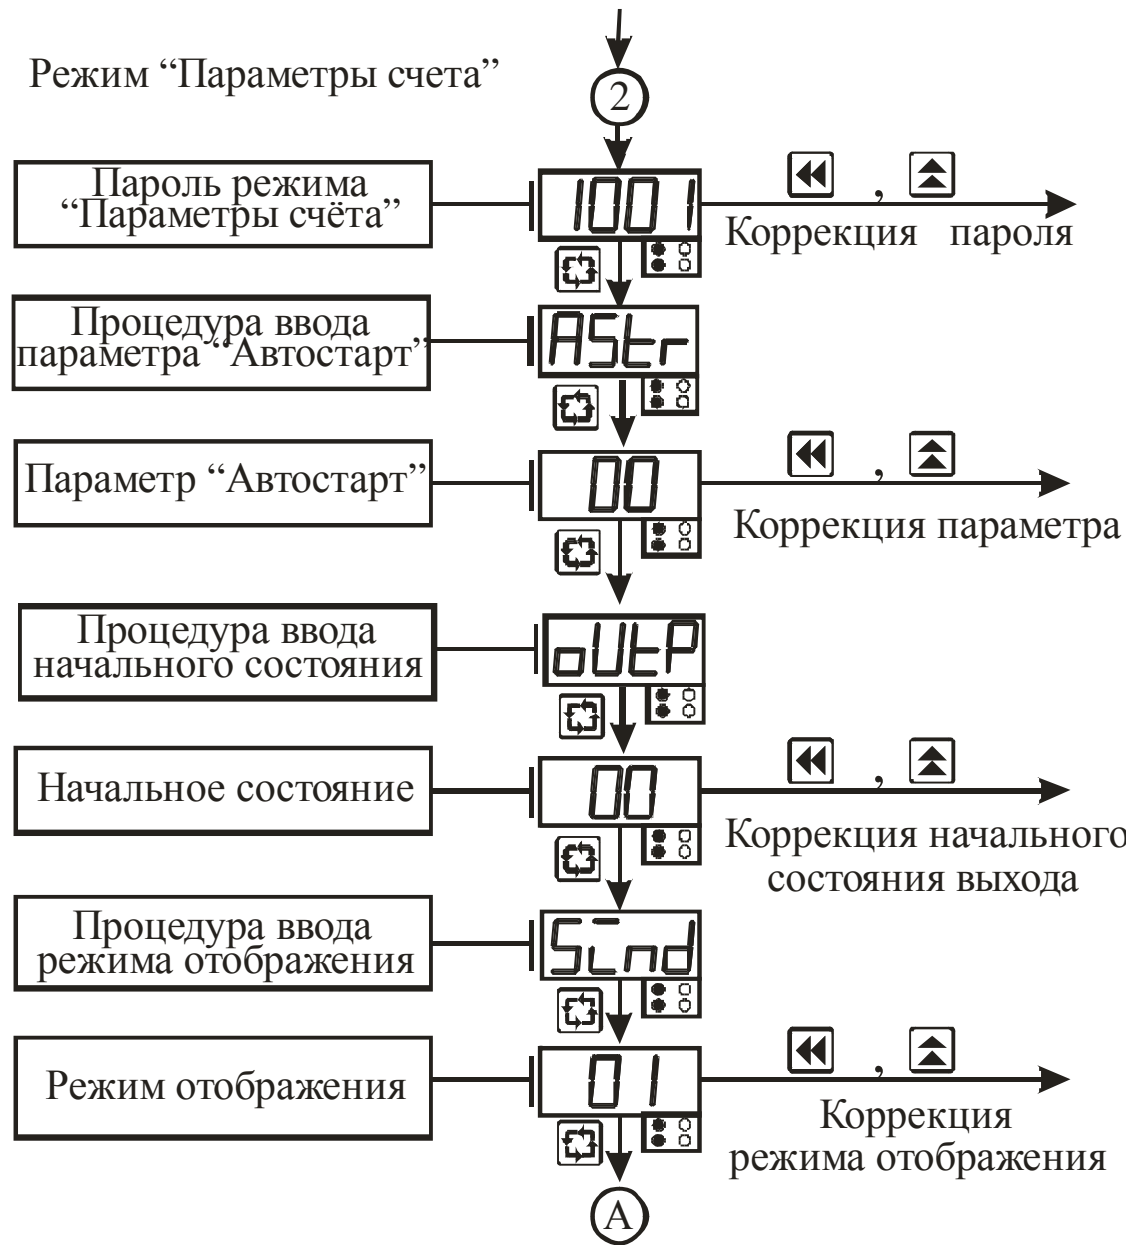 Режим “Параметры счета”
2
Пароль режима
“Параметры счёта”
1001
,
Коррекция пароля
Процедура ввода
параметра “Автостарт”
AStr
Параметр “Автостарт”
00
,
Коррекция параметра
Процедура ввода
начального состояния
oUtP
Начальное состояние
00
,
Коррекция начального
состояния выхода
Процедура ввода
режима отображения
Режим отображения
01
,
Коррекция
режима отображения
А